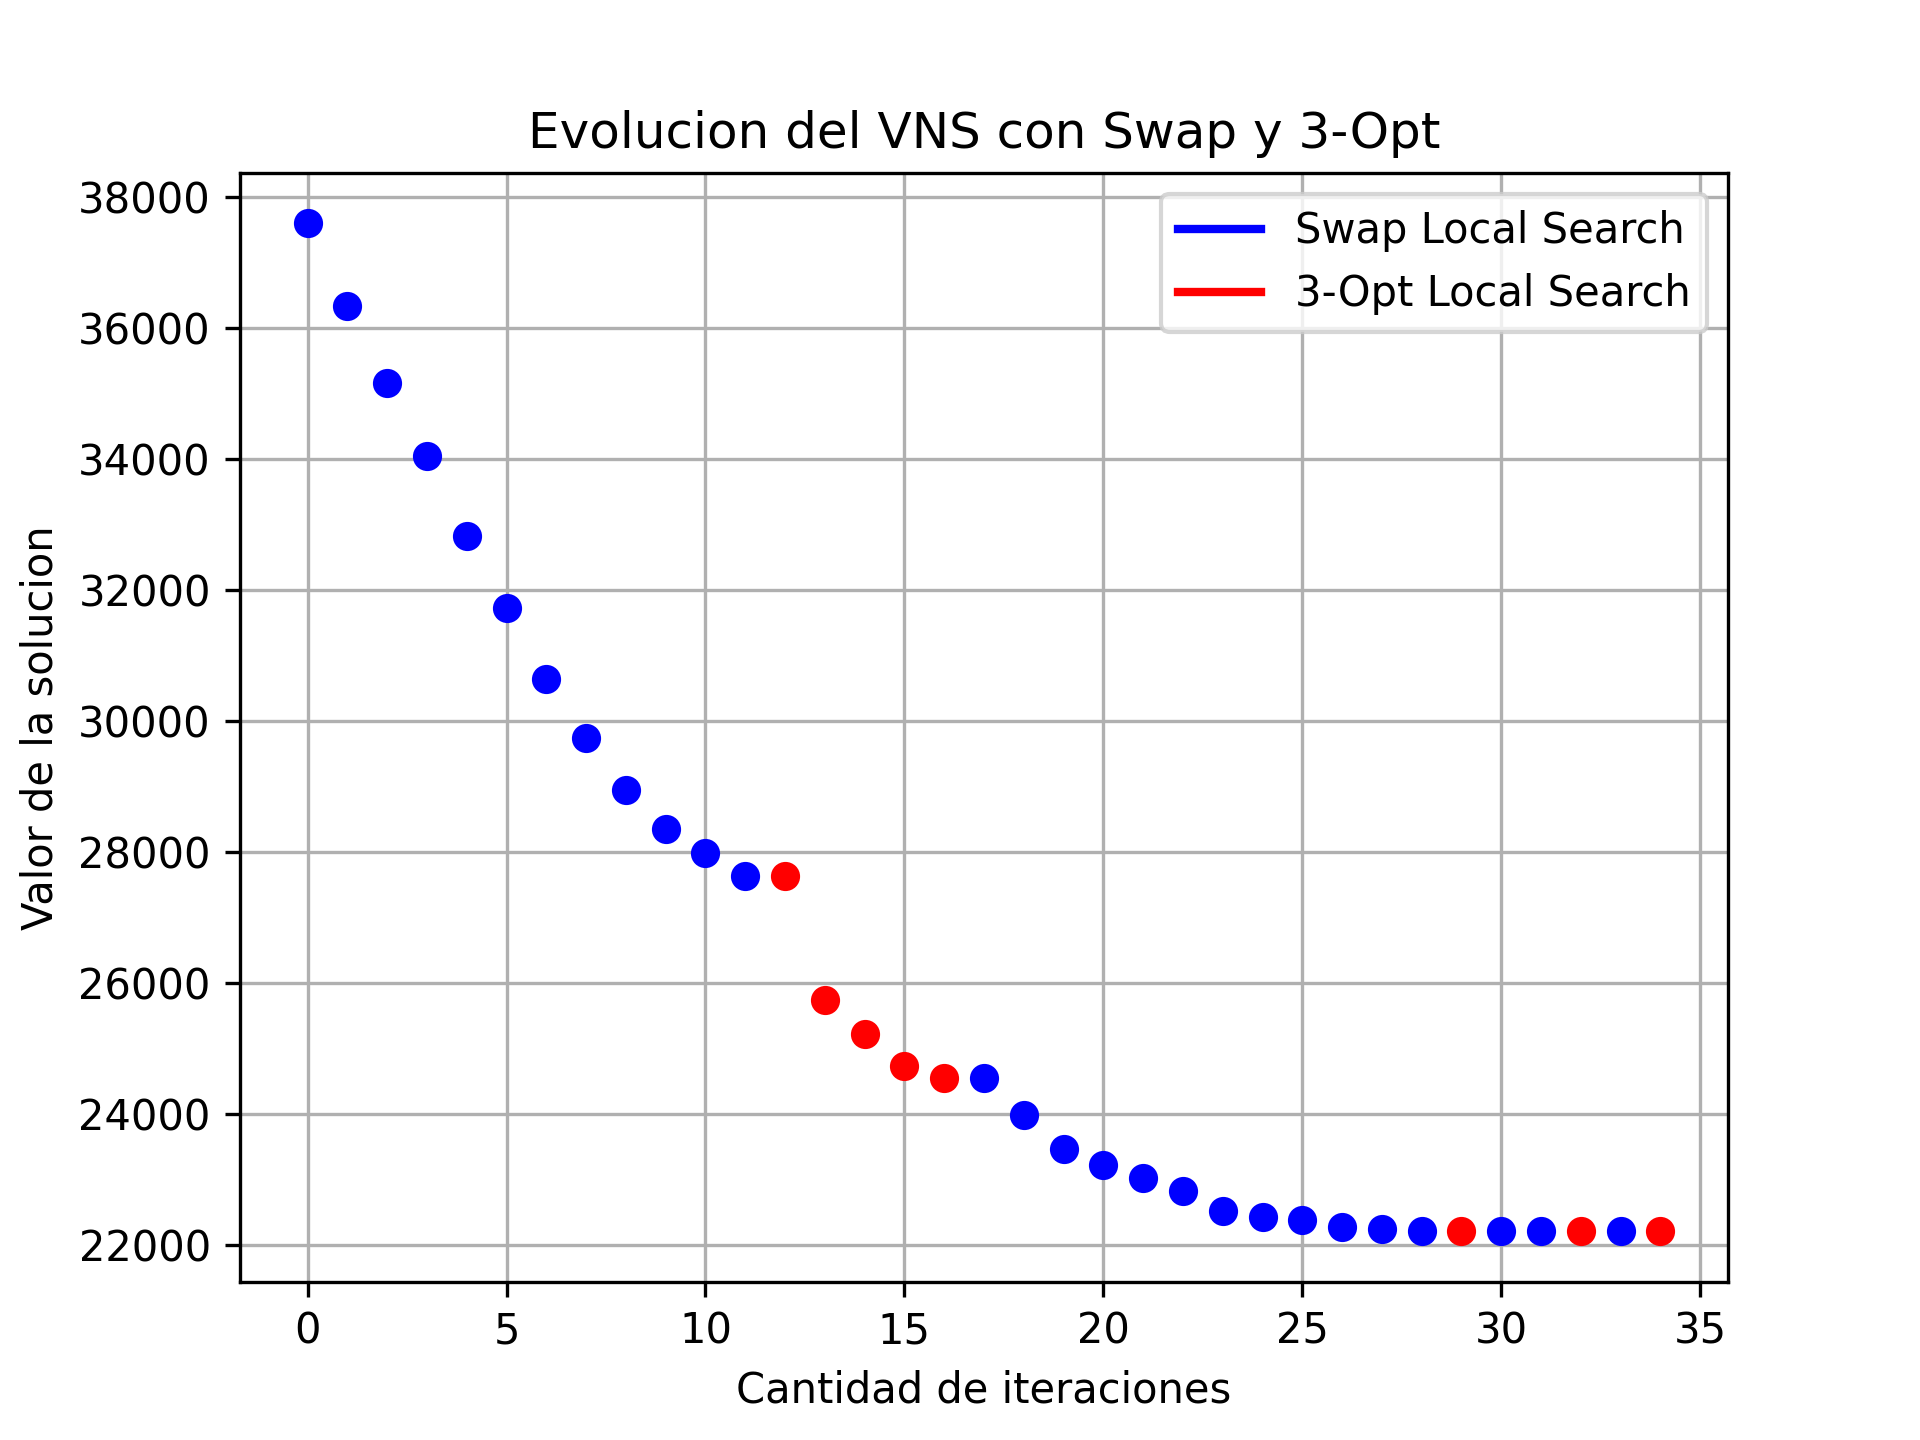 Evolucion del VNS con Swap y 3-Opt
Swap Local Search
3-Opt Local Search
Valor de la solucion
38000
36000
34000
32000
30000
28000
26000
24000
22000
0 5 10 15 20 25 30 35
Cantidad de iteraciones